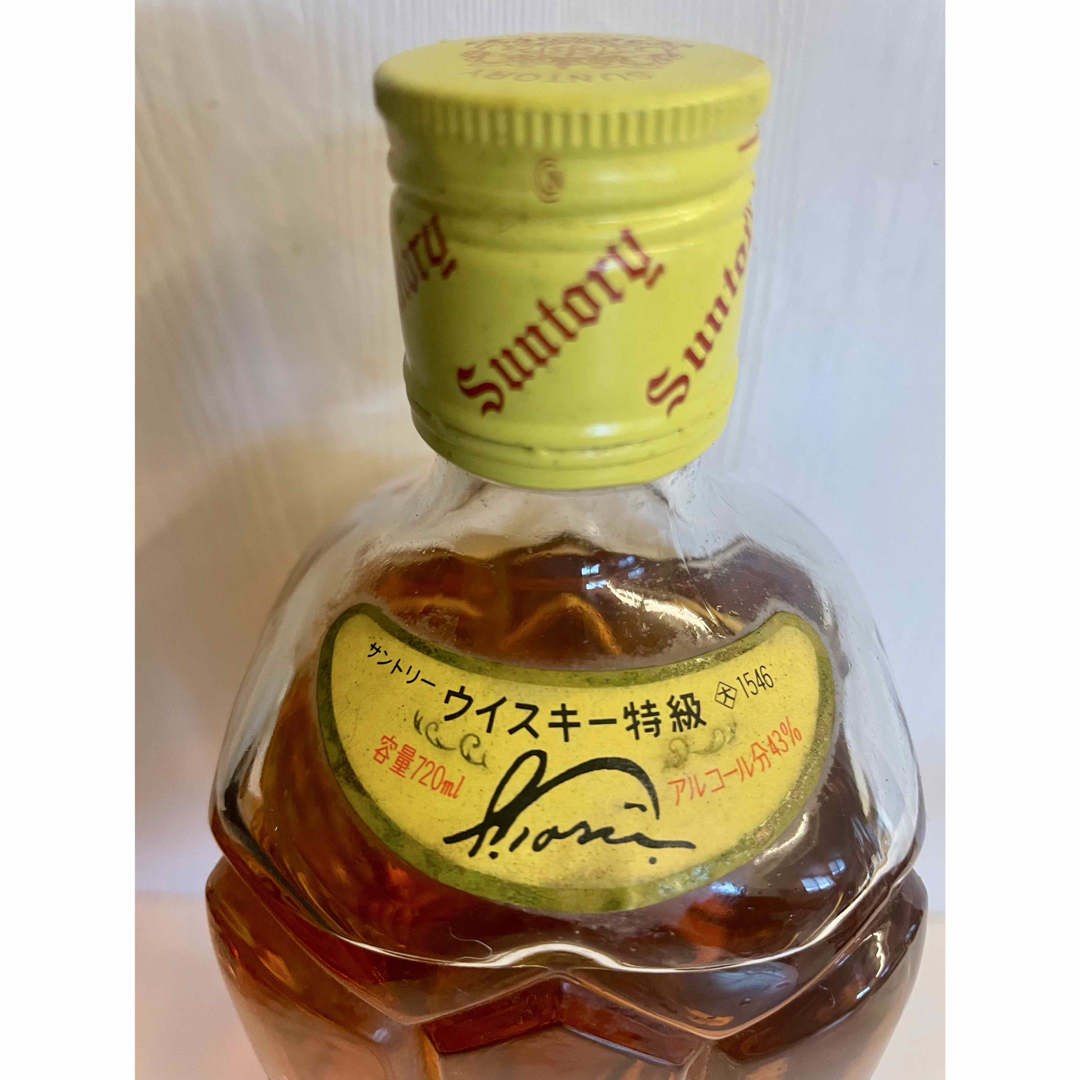 SUNTORY
Suntory
Suntory
サントリー
ウイスキー特級
大 1546
容量720ml
アルコール分43%